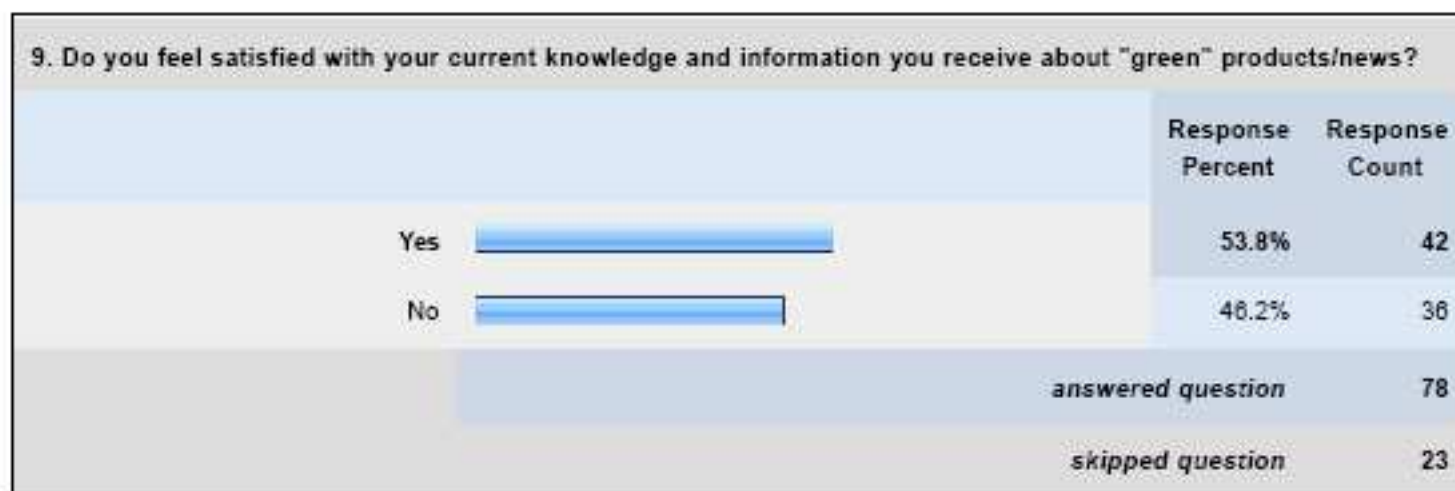 9. Do you feel satisfied with your current knowledge and information you receive about "green" products/news?
Response Percent Response Count
Yes 53.8% 42
No 46.2% 36
answered question 78
skipped question 23